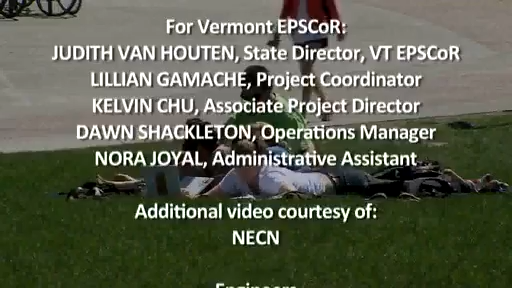 For Vermont EPSCoR:
JUDITH VAN HOUTEN, State Director, VT EPSCoR
LILLIAN GAMACHE, Project Coordinator
KELVIN CHU, Associate Project Director
DAWN SHACKLETON, Operations Manager
NORA JOYAL, Administrative Assistant
Additional video courtesy of:
NECN
Engineers